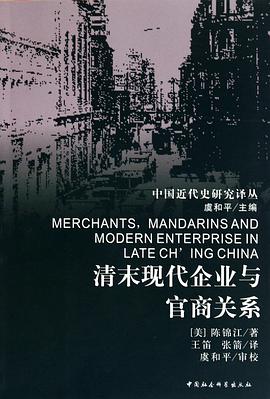 中国近代史研究译丛
虞和平/主编
MERCHANTS, MANDARINS AND
MODERN ENTERPRISE IN
LATE CH'ING CHINA
清末现代企业与
官商关系
[美] 陈锦江/著
王笛 张箭/译
虞和平/审校
中国社会科学出版社